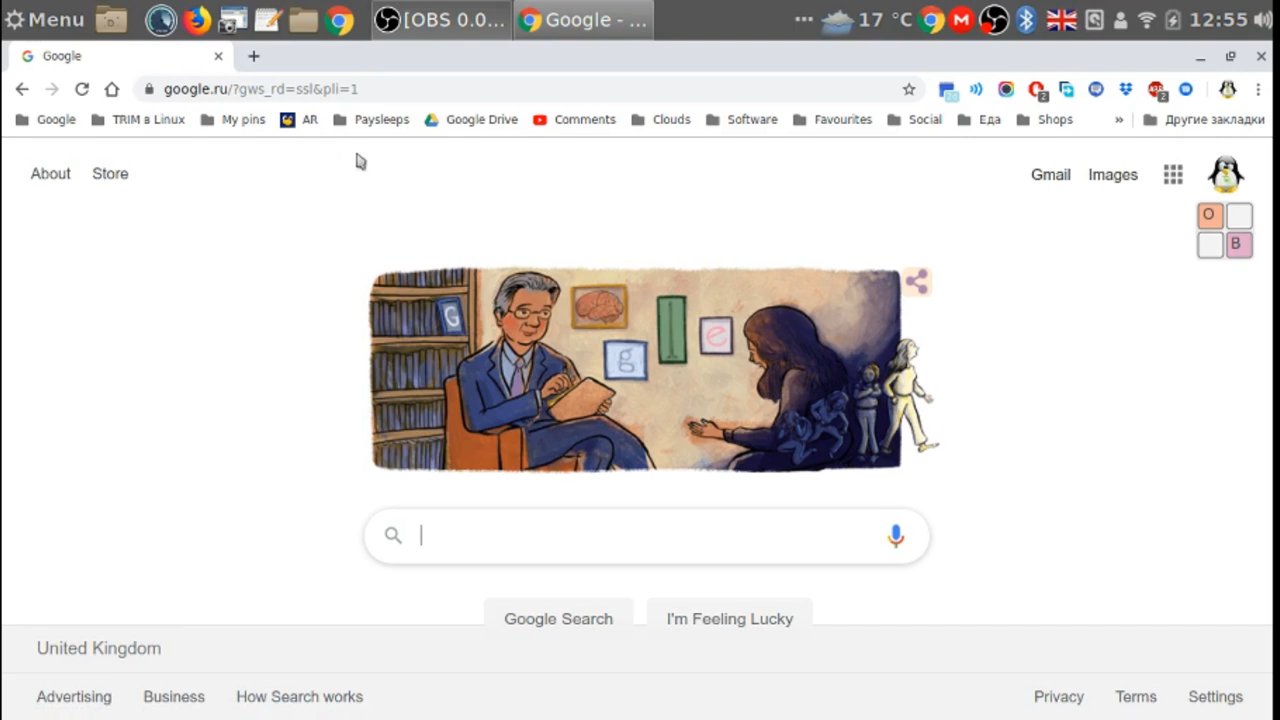 Menu [OBS 0.0... Google - ... ··· 17 °C 12:55
Google
google.ru/?gws_rd=ssl&pli=1
Google TRIM в Linux My pins AR Paysleeps Google Drive Comments Clouds Software Favourites Social Еда Shops » Другие закладки
About Store Gmail Images
O
B
G g l e
Google Search I'm Feeling Lucky
United Kingdom
Advertising Business How Search works Privacy Terms Settings